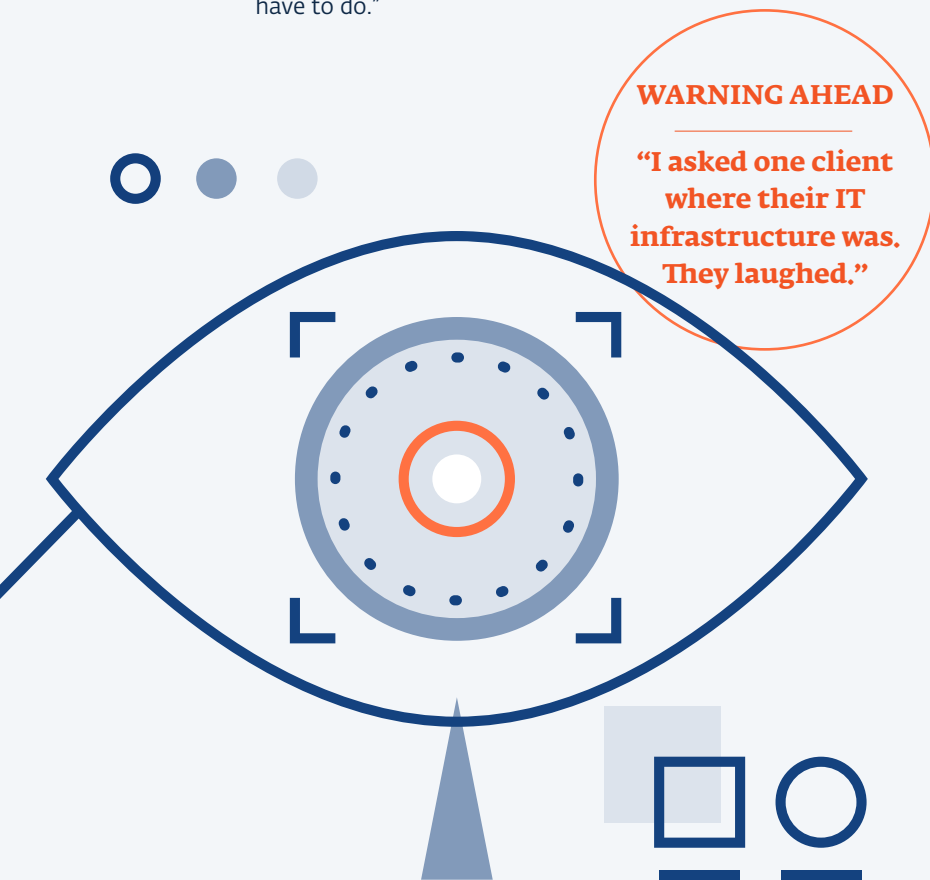 have to do.”
WARNING AHEAD
“I asked one client
where their IT
infrastructure was.
They laughed.”